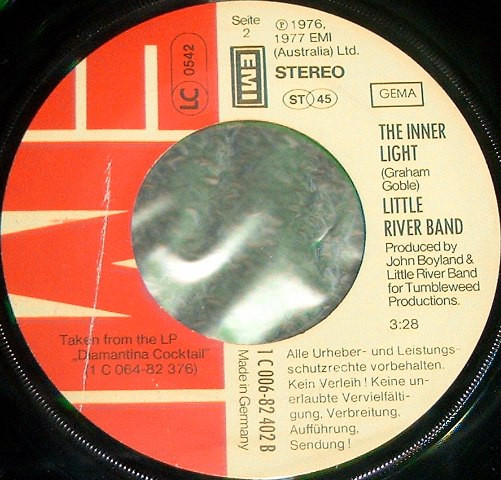 Seite
2
℗ 1976,
1977 EMI
(Australia) Ltd.
STEREO
LC 0542
EMI
ST 45
GEMA
THE INNER
LIGHT
(Graham
Goble)
LITTLE
RIVER BAND
Produced by
John Boyland &
Little River Band
for Tumbleweed
Productions.
3:28
Taken from the LP
„Diamantina Cocktail"
(1 C 064-82 376)
1 C 006-82 402 B
Made in Germany
Alle Urheber- und Leistungs-
schutzrechte vorbehalten.
Kein Verleih! Keine un-
erlaubte Vervielfälti-
gung, Verbreitung,
Aufführung,
Sendung!